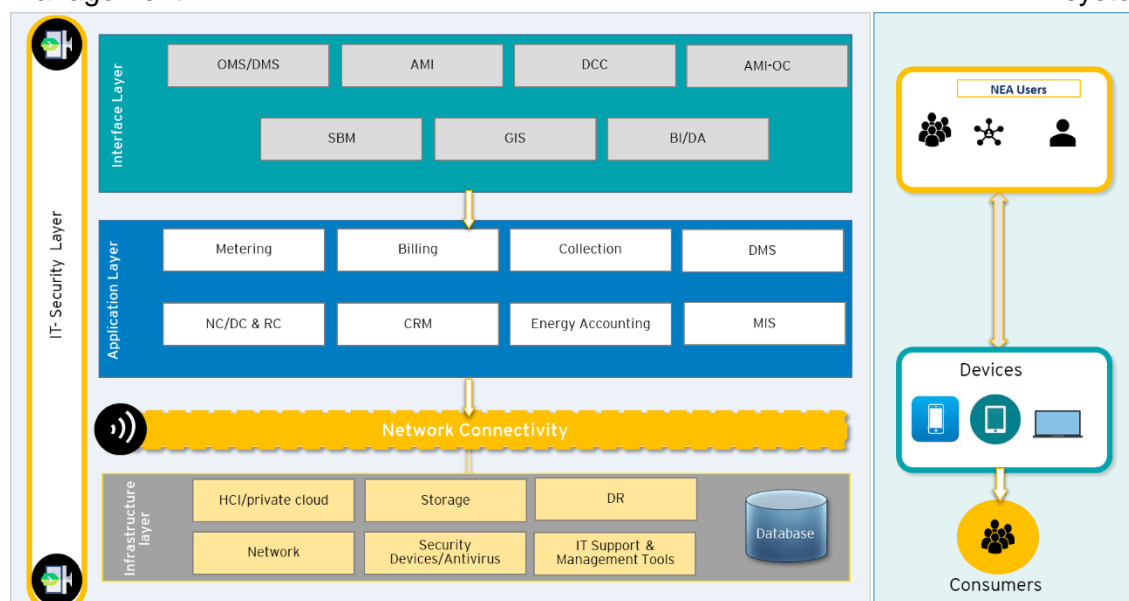 IT- Security Layer
Interface Layer
OMS/DMS
AMI
DCC
AMI-OC
SBM
GIS
BI/DA
Application Layer
Metering
Billing
Collection
DMS
NC/DC & RC
CRM
Energy Accounting
MIS
Network Connectivity
Infrastructure
layer
HCI/private cloud
Storage
DR
Network
Security
Devices/Antivirus
IT Support &
Management Tools
Database
NEA Users
Devices
Consumers